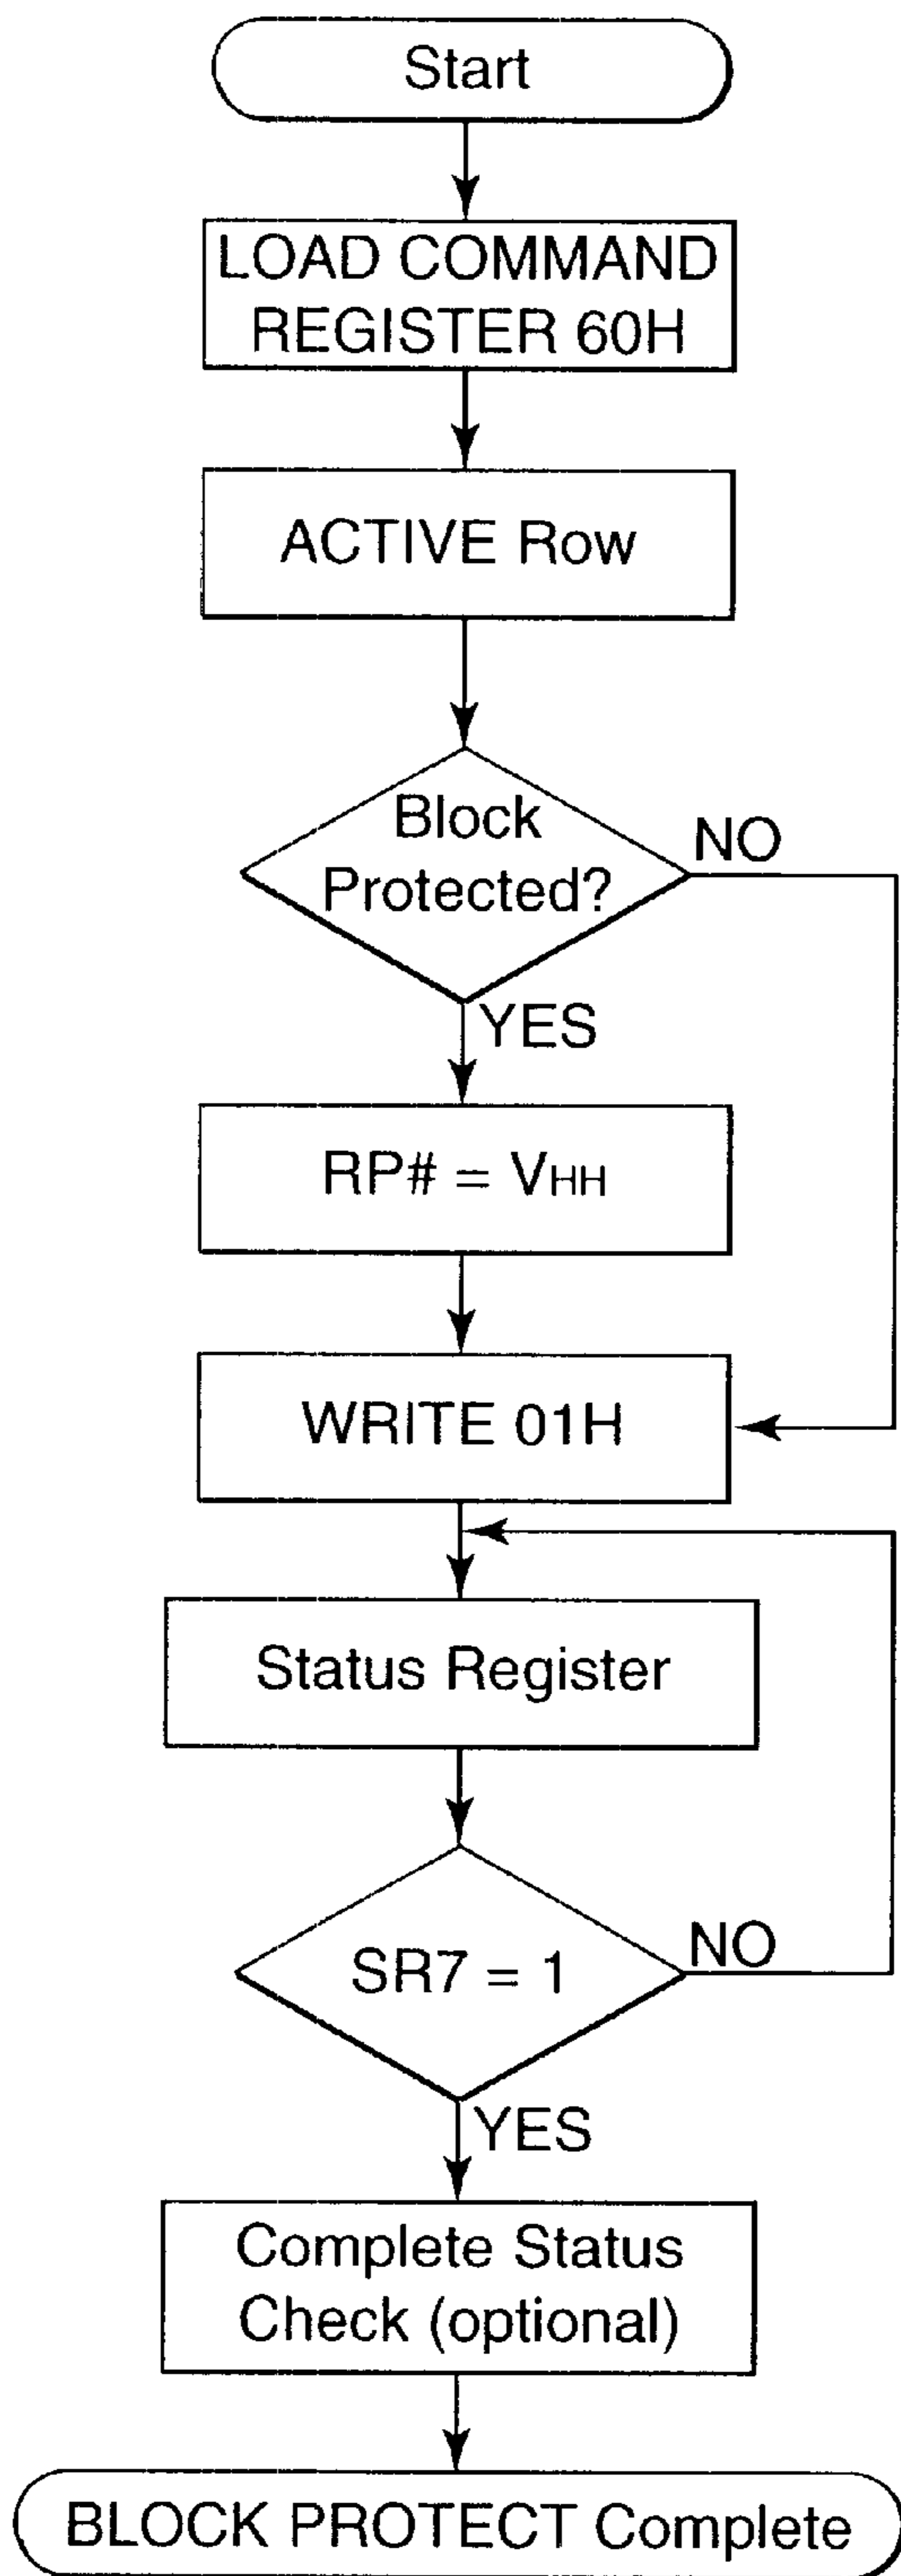 Start
LOAD COMMAND
REGISTER 60H
ACTIVE Row
Block
Protected?
NO
YES
RP# = VHH
WRITE 01H
Status Register
SR7 = 1
NO
YES
Complete Status
Check (optional)
BLOCK PROTECT Complete